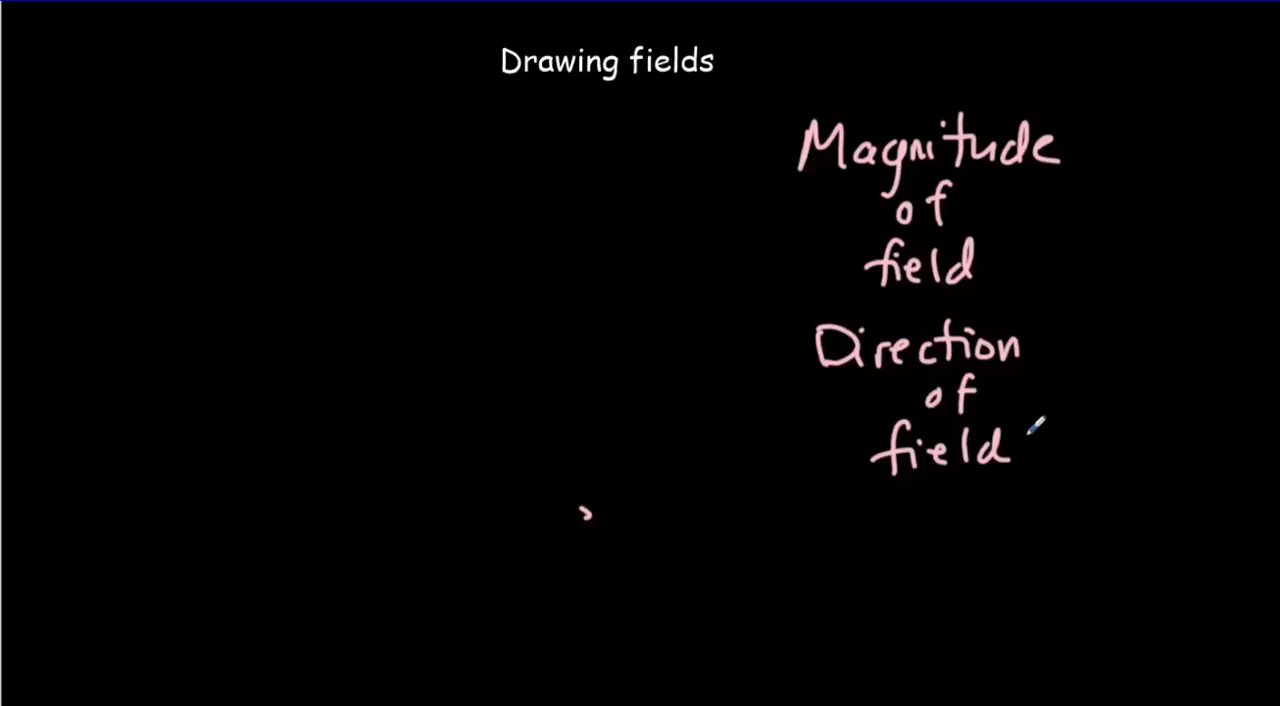 Drawing fields
Magnitude
of
field
Direction
of
field